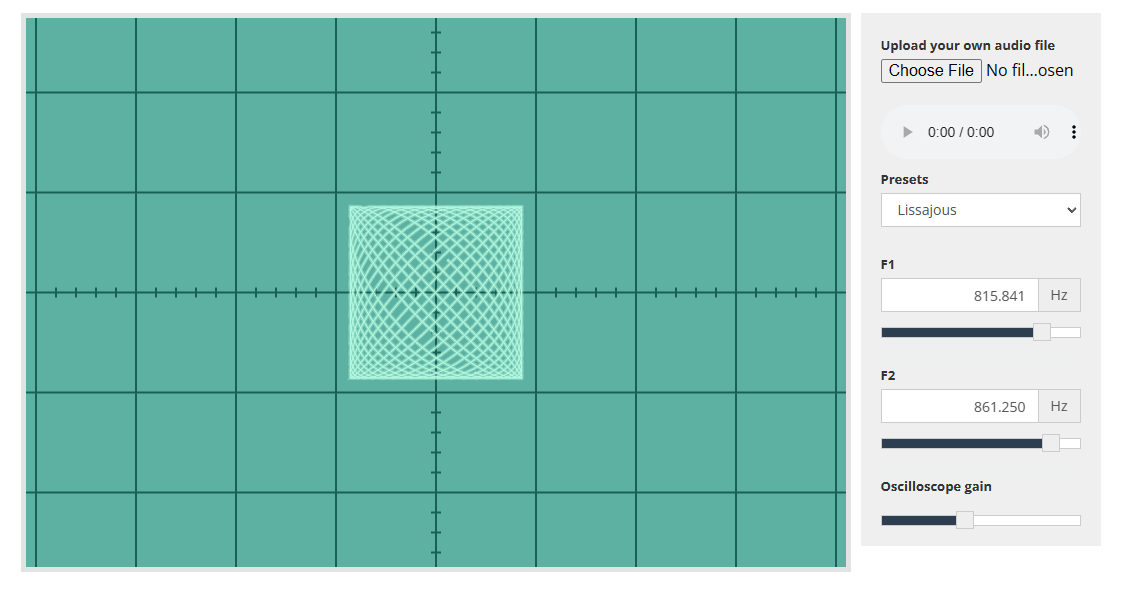 Upload your own audio file
Choose File No fil...osen
0:00 / 0:00
Presets
Lissajous
F1
815.841 Hz
F2
861.250 Hz
Oscilloscope gain